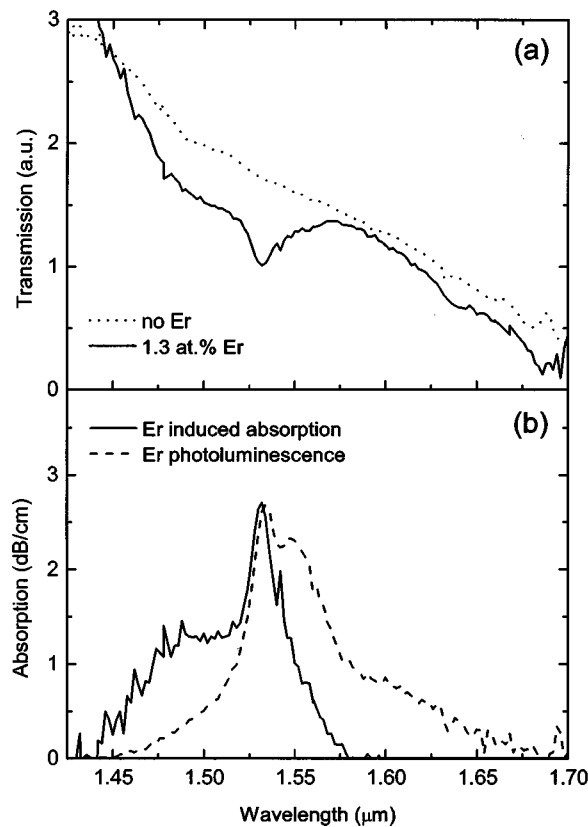 3
(a)
2
Transmission (a.u.)
1
no Er
1.3 at.% Er
0
Er induced absorption
(b)
Er photoluminescence
3
2
Absorption (dB/cm)
1
0
1.45 1.50 1.55 1.60 1.65 1.70
Wavelength (μm)